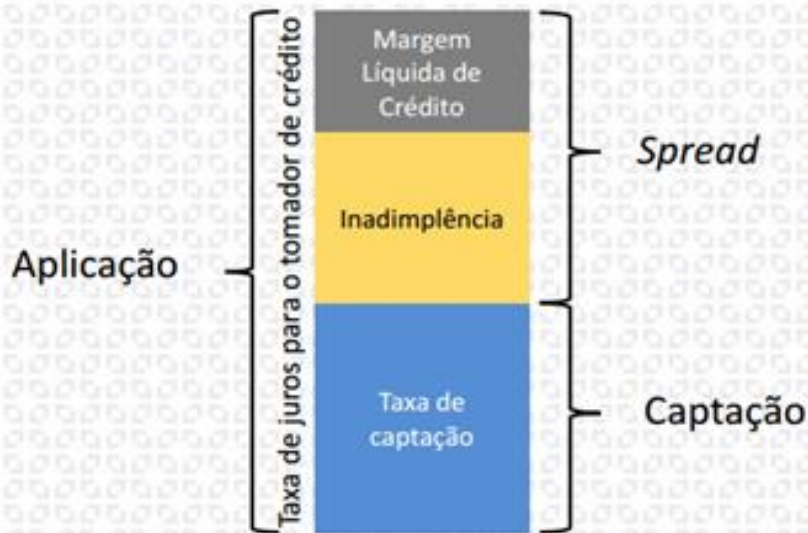 Aplicação
Taxa de juros para o tomador de crédito
Margem
Líquida de
Crédito
Inadimplência
Taxa de
captação
Spread
Captação